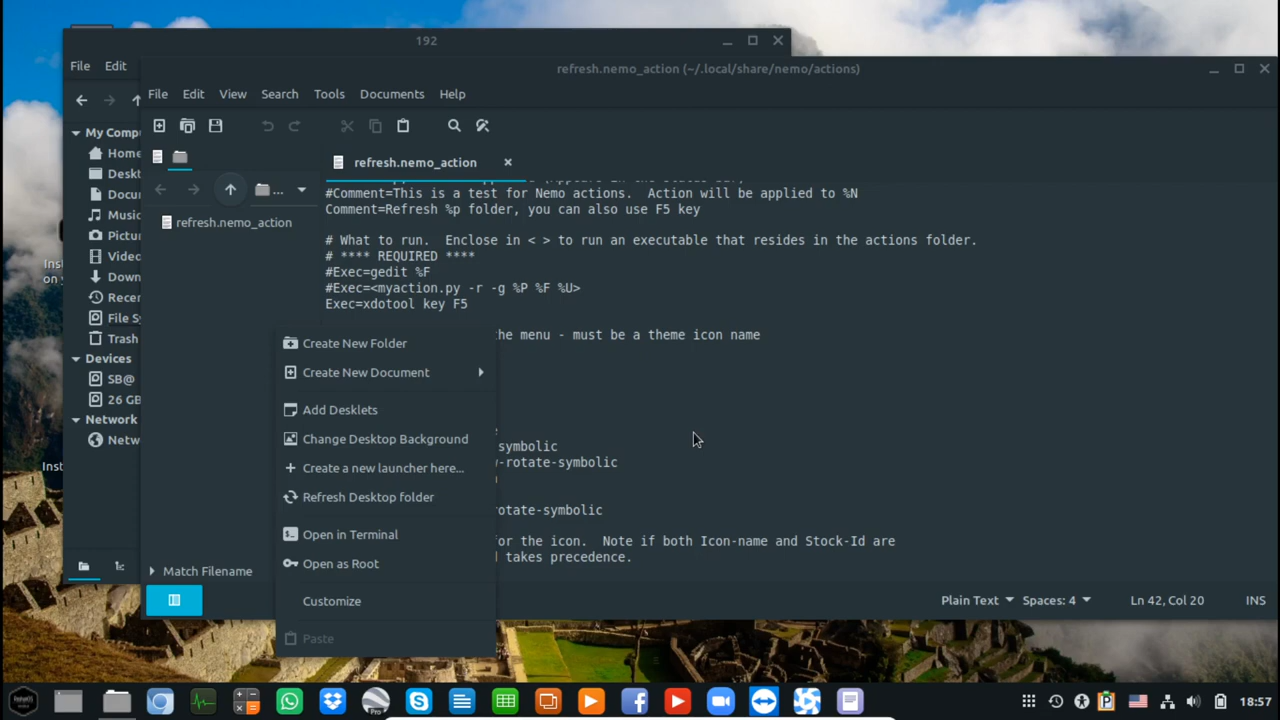 192
File Edit
refresh.nemo_action (~/.local/share/nemo/actions)
File Edit View Search Tools Documents Help
My Comp
Home
Deskt
Docu
Music
Pictur
Video
Down
Recen
File Sy
Trash
Devices
SB@
26 GB
Network
Netw
...
refresh.nemo_action
refresh.nemo_action
#Comment=This is a test for Nemo actions.  Action will be applied to %N
Comment=Refresh %p folder, you can also use F5 key
# What to run.  Enclose in < > to run an executable that resides in the actions folder.
# **** REQUIRED ****
#Exec=gedit %F
#Exec=<myaction.py -r -g %P %F %U>
Exec=xdotool key F5
the menu - must be a theme icon name
symbolic
-rotate-symbolic
rotate-symbolic
or the icon.  Note if both Icon-name and Stock-Id are
takes precedence.
Create New Folder
Create New Document
Add Desklets
Change Desktop Background
Create a new launcher here...
Refresh Desktop folder
Open in Terminal
Open as Root
Customize
Paste
Match Filename
Plain Text Spaces: 4 Ln 42, Col 20 INS
Inst
on y
Inst
Pro
18:57